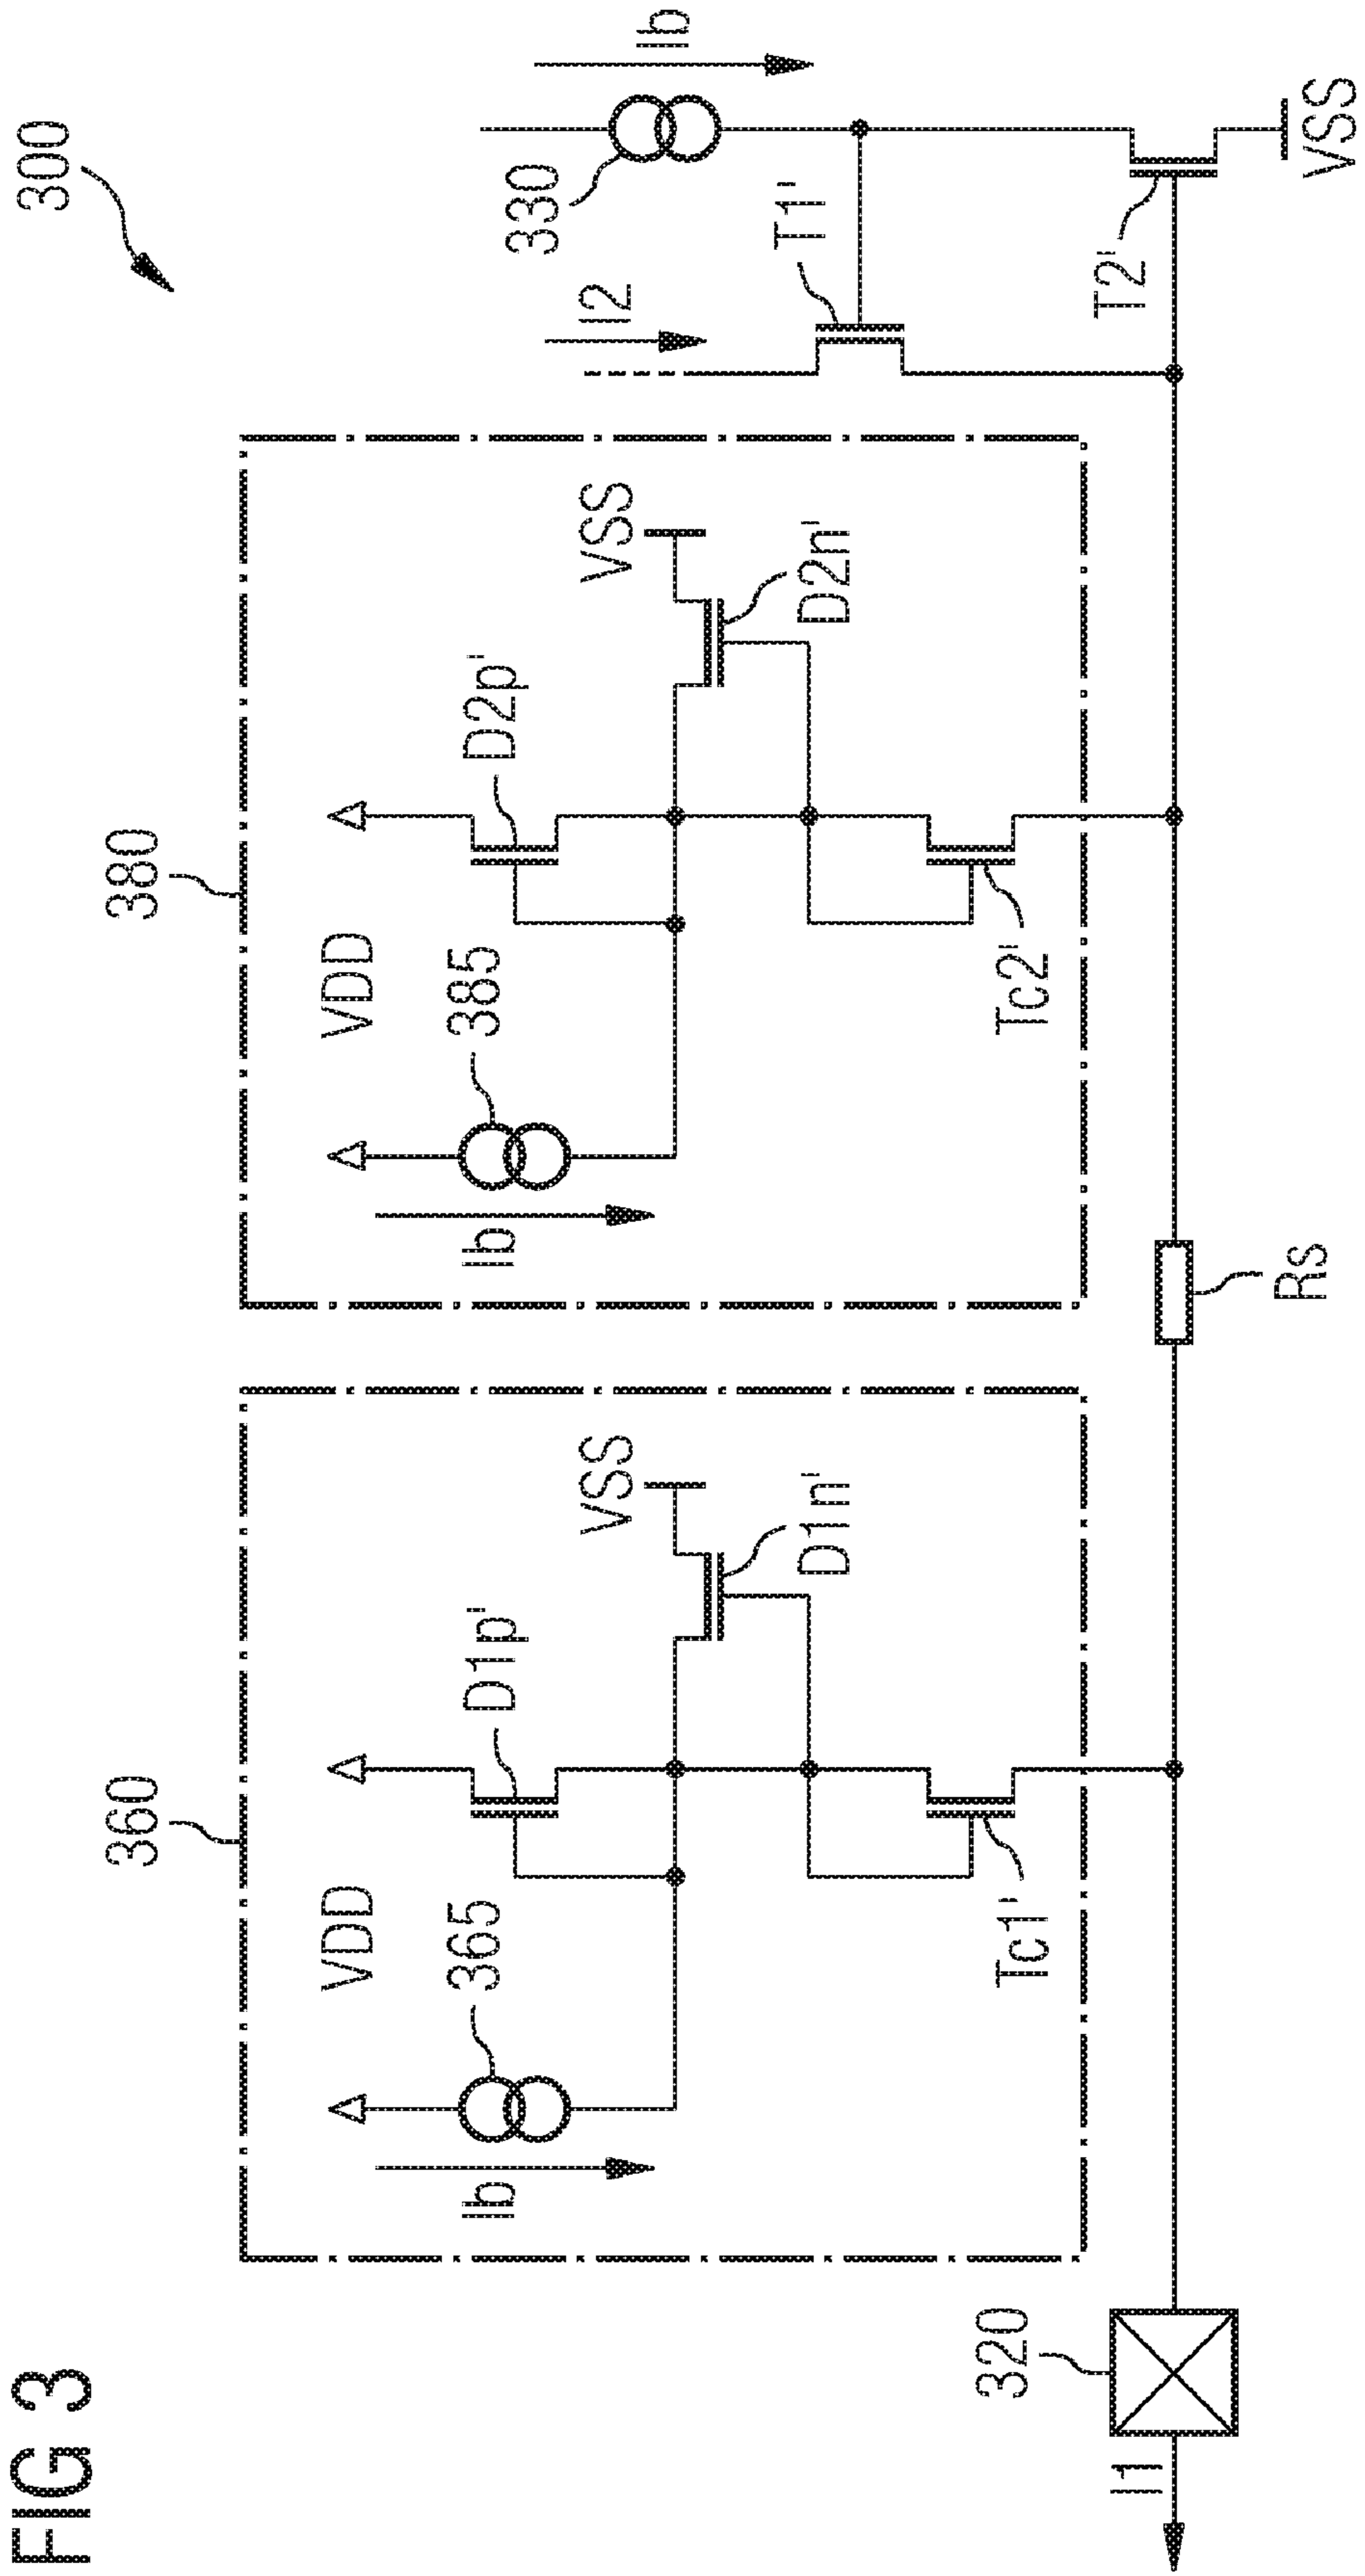 FIG 3
300
360
380
VDD
VDD
365
D1p'
385
D2p'
Ib
VSS
Ib
VSS
I2
330
Ib
D1n'
D2n'
T1'
Tc1'
Tc2'
T2'
320
I1
Rs
VSS